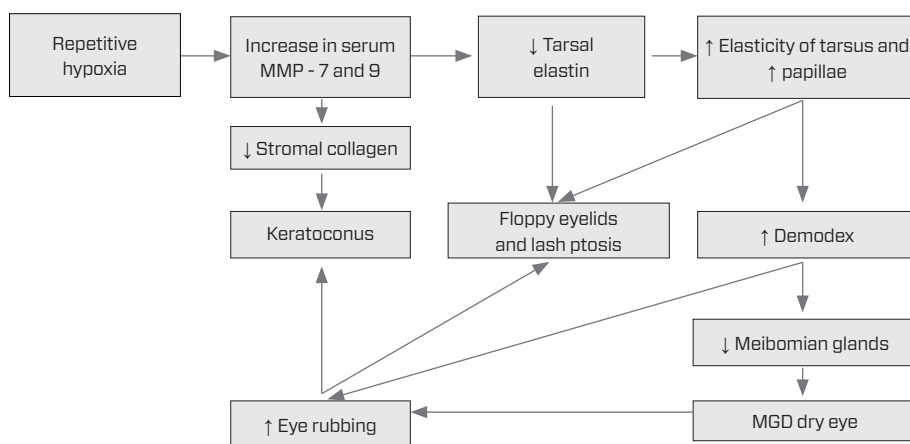 Repetitive
hypoxia
Increase in serum
MMP - 7 and 9
↓ Tarsal
elastin
↑ Elasticity of tarsus and
↑ papillae
↓ Stromal collagen
Keratoconus
Floppy eyelids
and lash ptosis
↑ Demodex
↓ Meibomian glands
↑ Eye rubbing
MGD dry eye